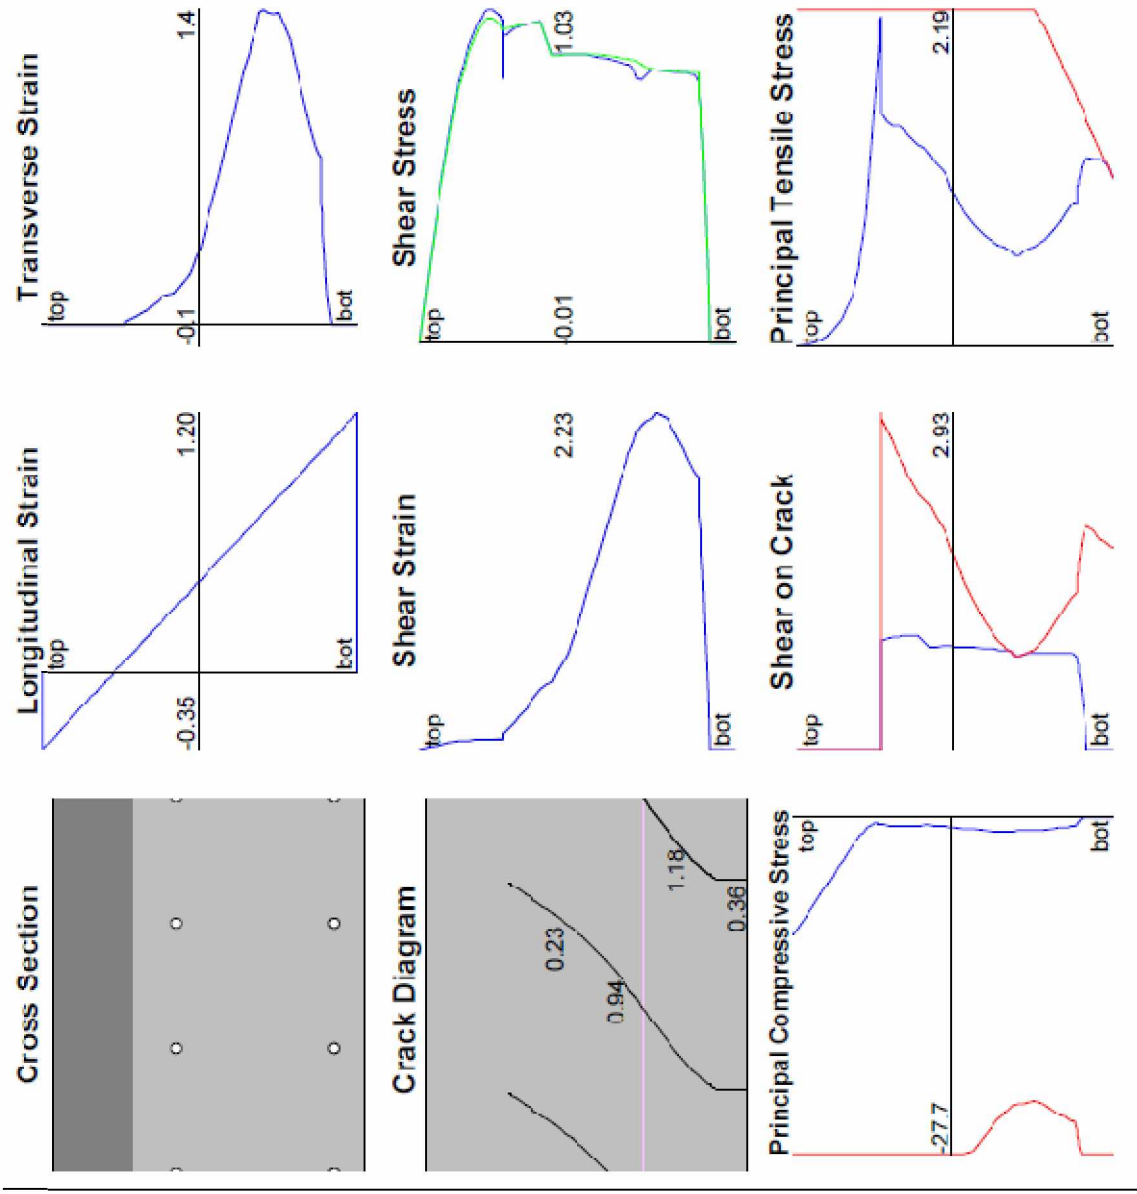 Cross Section
Longitudinal Strain
top
1.20
-0.35
bot
Transverse Strain
top
1.4
-0.1
bot
Crack Diagram
0.23
0.94
1.18
0.36
Shear Strain
top
2.23
bot
Shear Stress
top
1.03
-0.01
bot
Principal Compressive Stress
top
-27.7
bot
Shear on Crack
top
2.93
bot
Principal Tensile Stress
top
2.19
bot